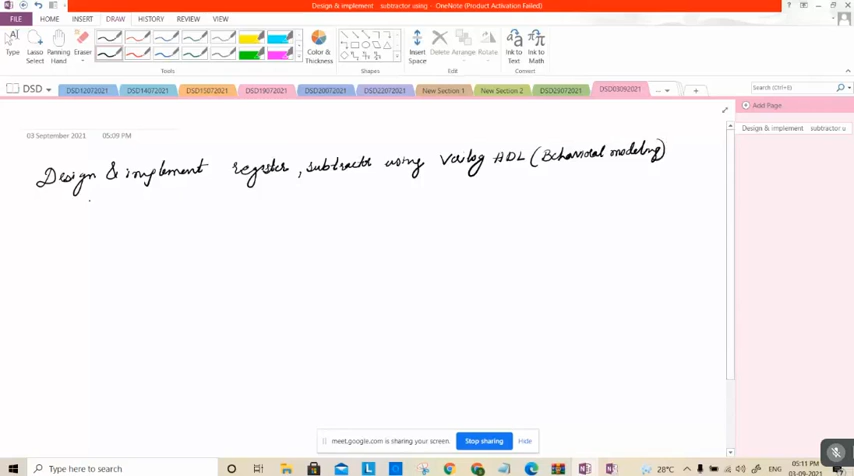 Design & implement subtractor using - OneNote (Product Activation Failed)
FILE HOME INSERT DRAW HISTORY REVIEW VIEW
Type Lasso Select Panning Hand Eraser Color & Thickness Insert Space Delete Arrange Rotate Ink to Text Ink to Math
Tools Shapes Edit Convert
DSD DSD12072021 DSD14072021 DSD15072021 DSD19072021 DSD20072021 DSD22072021 New Section 1 New Section 2 DSD29072021 DSD03092021 ... + Search (Ctrl+E)
Add Page
Design & implement subtractor u
03 September 2021 05:09 PM
Design & implement register, subtractor using Verilog HDL (Behavioral modeling)
meet.google.com is sharing your screen. Stop sharing Hide
Type here to search 28°C ENG 05:11 PM
03-09-2021